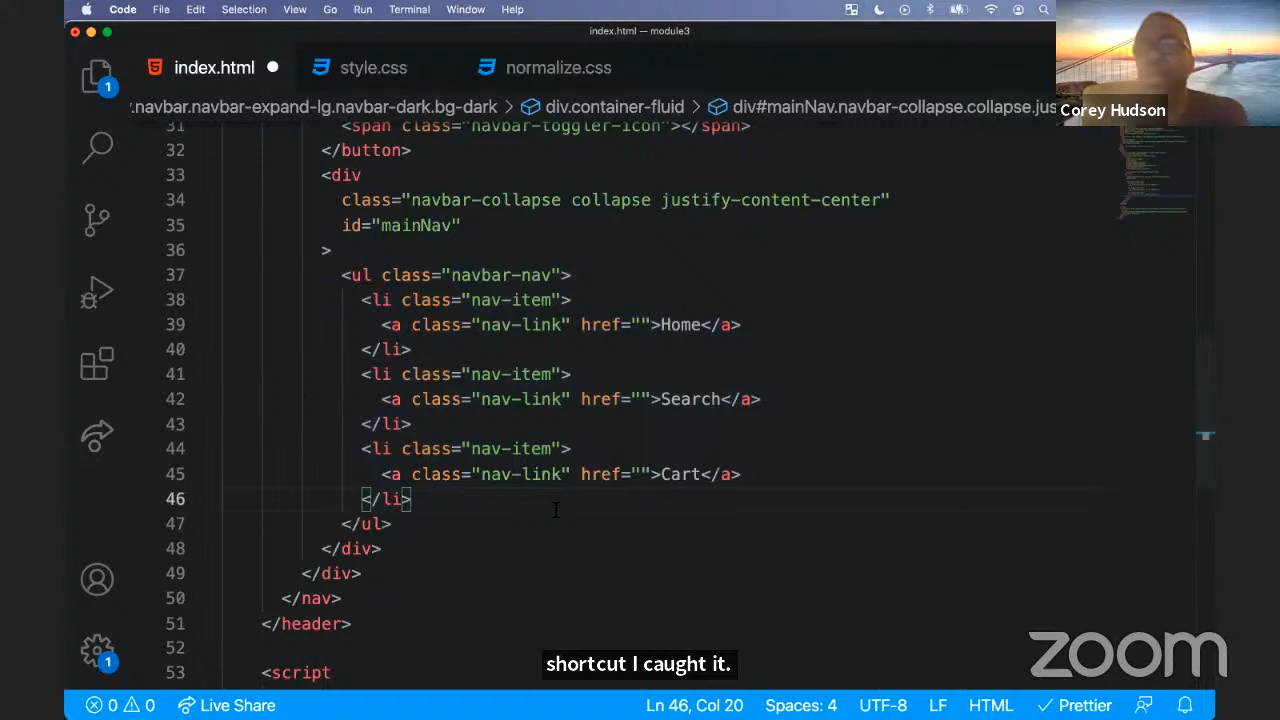 Code File Edit Selection View Go Run Terminal Window Help
index.html — module3
index.html style.css normalize.css
.navbar.navbar-expand-lg.navbar-dark.bg-dark > div.container-fluid > div#mainNav.navbar-collapse.collapse.jus
Corey Hudson
31 <span class="navbar-toggler-icon"></span>
32 </button>
33 <div
34 class="navbar-collapse collapse justify-content-center"
35 id="mainNav"
36 >
37 <ul class="navbar-nav">
38 <li class="nav-item">
39 <a class="nav-link" href="">Home</a>
40 </li>
41 <li class="nav-item">
42 <a class="nav-link" href="">Search</a>
43 </li>
44 <li class="nav-item">
45 <a class="nav-link" href="">Cart</a>
46 </li>
47 </ul>
48 </div>
49 </div>
50 </nav>
51 </header>
52
53 <script
1
1
zoom
shortcut I caught it.
0 0 Live Share Ln 46, Col 20 Spaces: 4 UTF-8 LF HTML Prettier